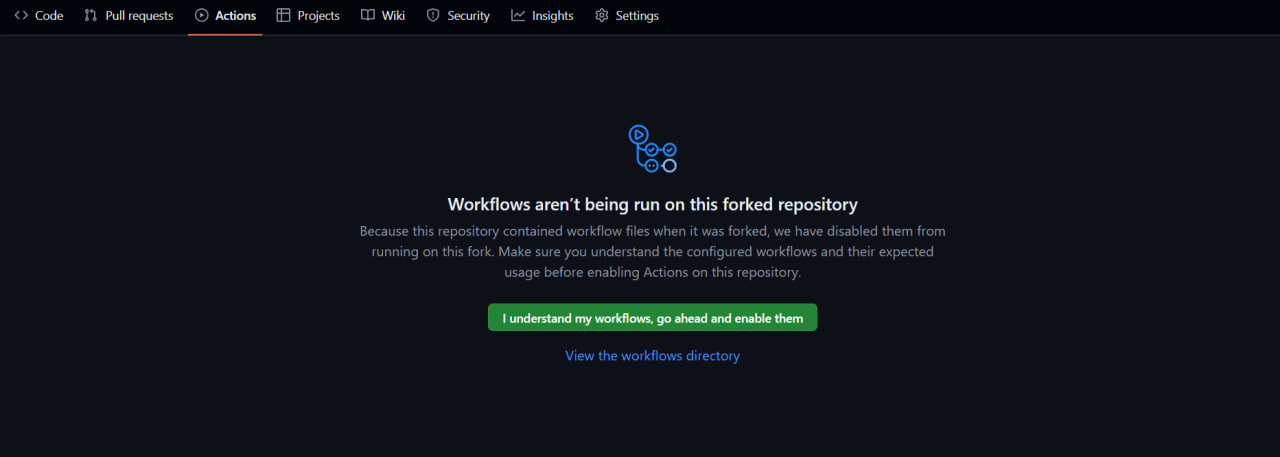 Code Pull requests Actions Projects Wiki Security Insights Settings
Workflows aren’t being run on this forked repository
Because this repository contained workflow files when it was forked, we have disabled them from
running on this fork. Make sure you understand the configured workflows and their expected
usage before enabling Actions on this repository.
I understand my workflows, go ahead and enable them
View the workflows directory